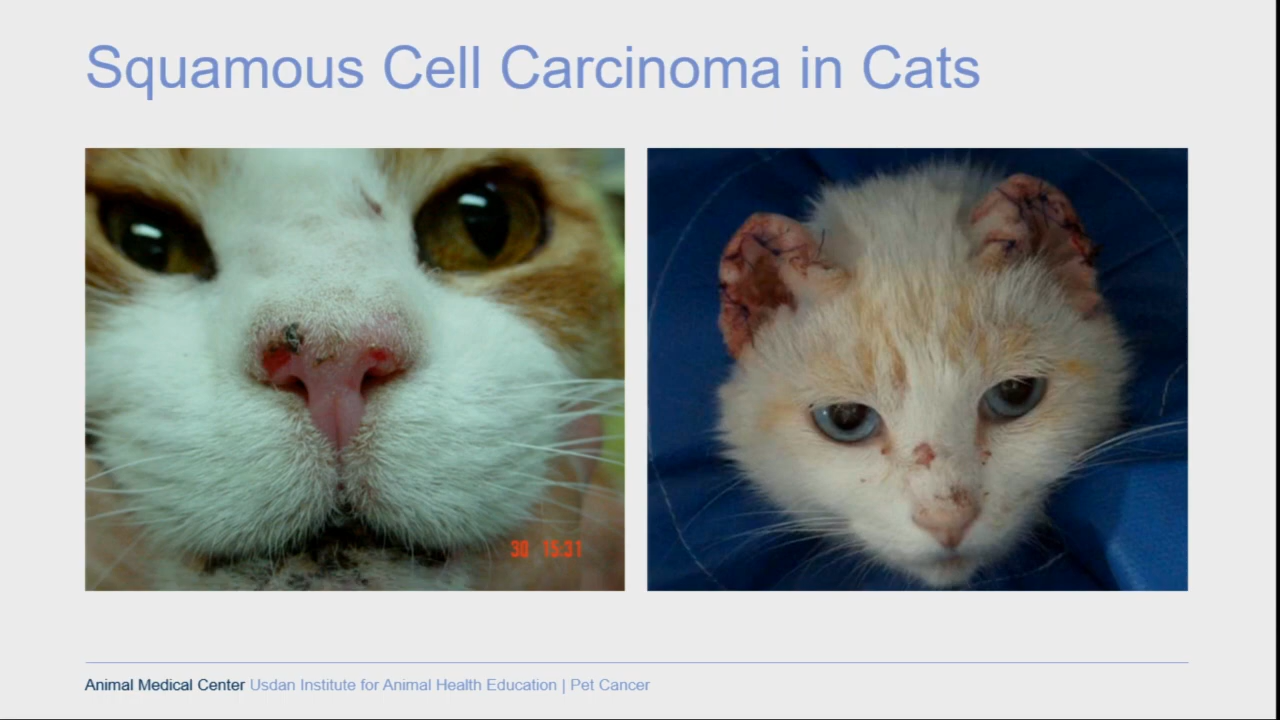 Squamous Cell Carcinoma in Cats
30 15:31
Animal Medical Center Usdan Institute for Animal Health Education | Pet Cancer